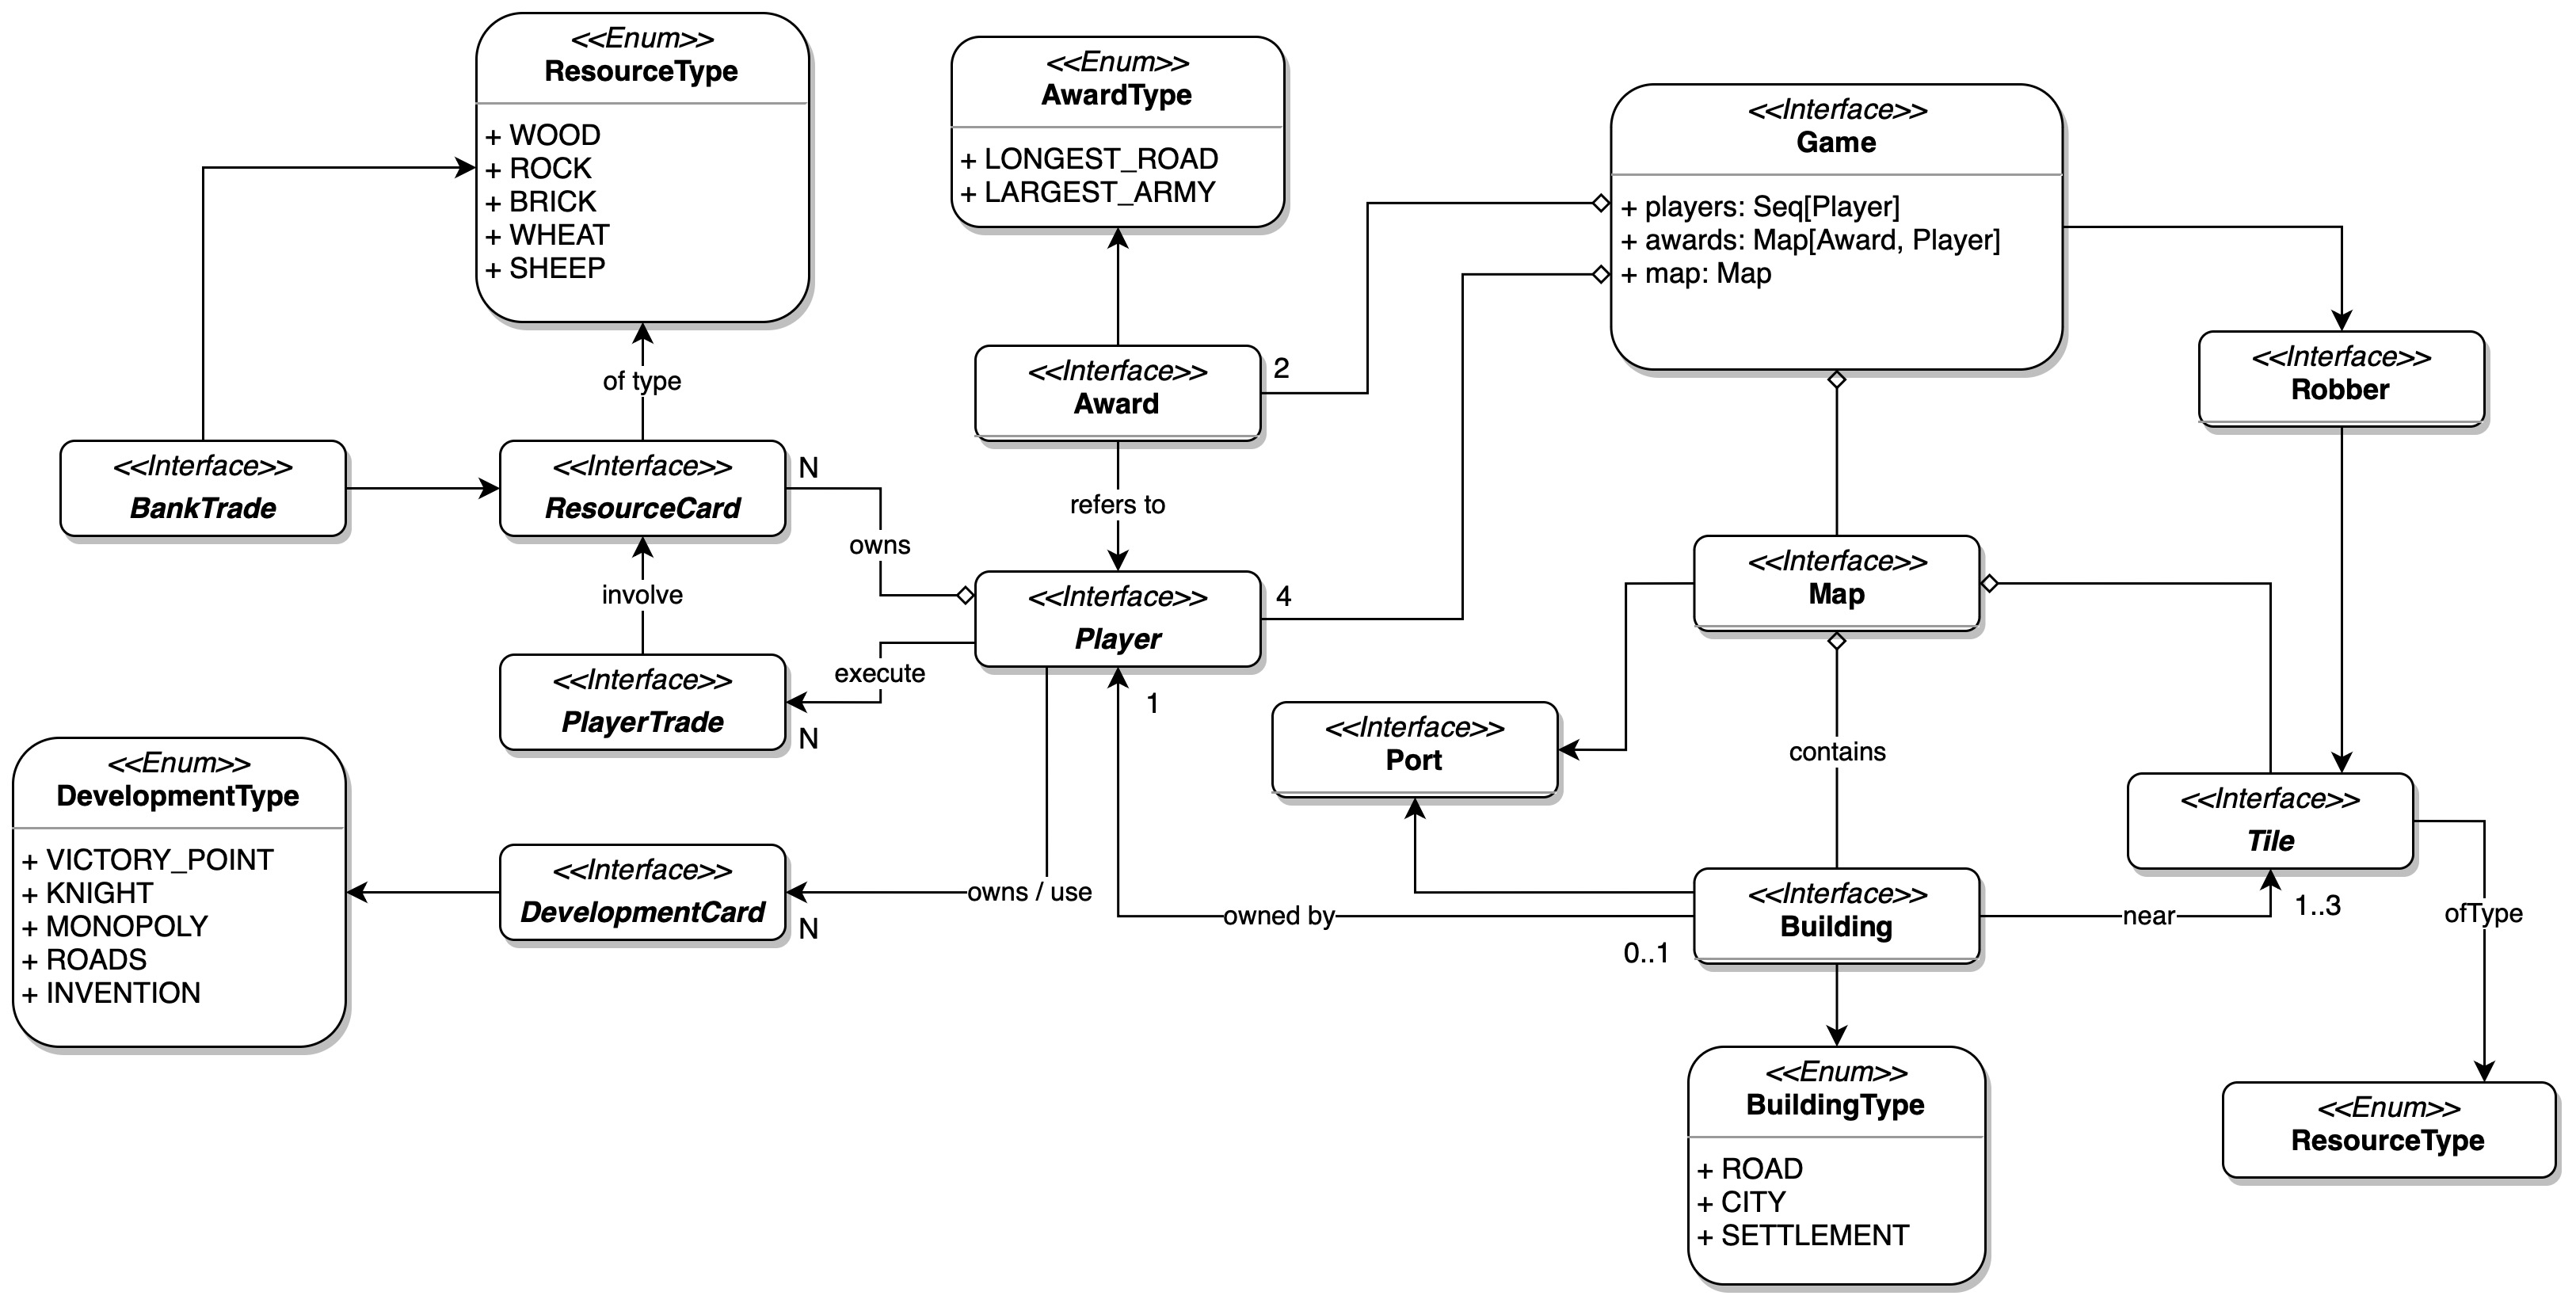 <<Enum>>
ResourceType
+ WOOD
+ ROCK
+ BRICK
+ WHEAT
+ SHEEP
<<Enum>>
AwardType
+ LONGEST_ROAD
+ LARGEST_ARMY
<<Interface>>
Game
+ players: Seq[Player]
+ awards: Map[Award, Player]
+ map: Map
<<Interface>>
Robber
<<Interface>>
Award
2
of type
<<Interface>>
BankTrade
<<Interface>>
ResourceCard
N
refers to
owns
<<Interface>>
Map
<<Interface>>
Player
4
involve
execute
1
<<Interface>>
PlayerTrade
N
<<Interface>>
Port
contains
<<Enum>>
DevelopmentType
+ VICTORY_POINT
+ KNIGHT
+ MONOPOLY
+ ROADS
+ INVENTION
<<Interface>>
Tile
<<Interface>>
DevelopmentCard
N
owns / use
owned by
<<Interface>>
Building
0..1
near
1..3
ofType
<<Enum>>
BuildingType
+ ROAD
+ CITY
+ SETTLEMENT
<<Enum>>
ResourceType